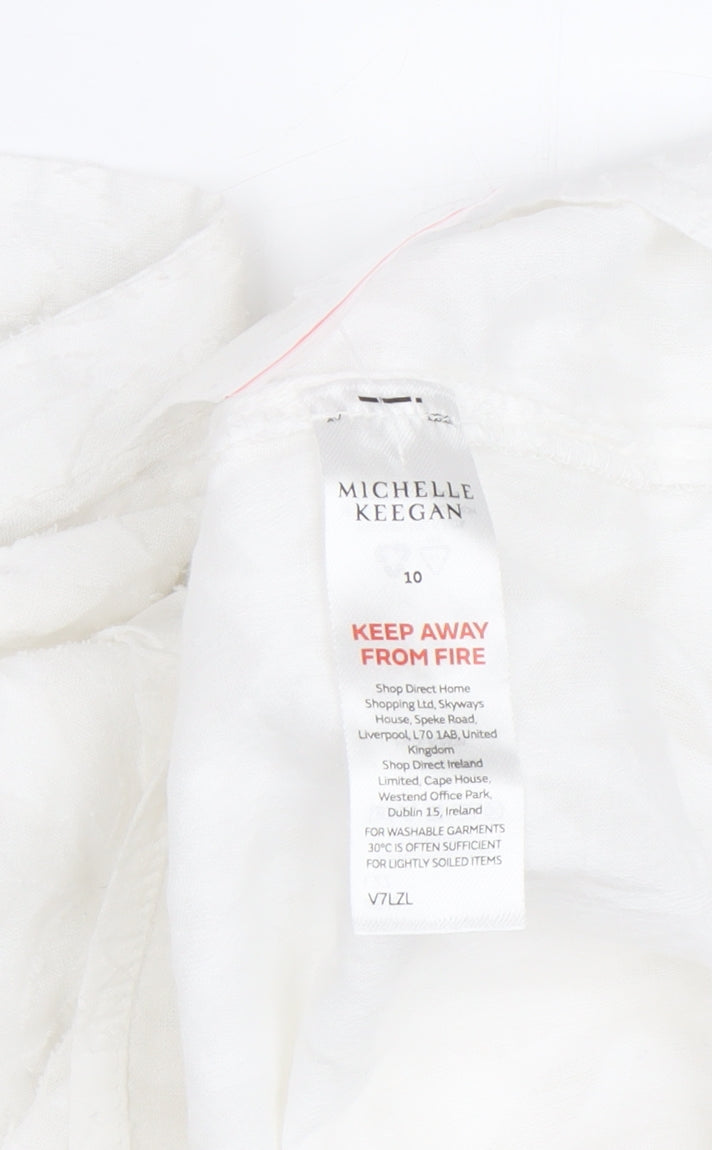 MICHELLE
KEEGAN
10
KEEP AWAY
FROM FIRE
Shop Direct Home
Shopping Ltd, Skyways
House, Speke Road,
Liverpool, L70 1AB, United
Kingdom
Shop Direct Ireland
Limited, Cape House,
Westend Office Park,
Dublin 15, Ireland
FOR WASHABLE GARMENTS
30°C IS OFTEN SUFFICIENT
FOR LIGHTLY SOILED ITEMS
V7LZL